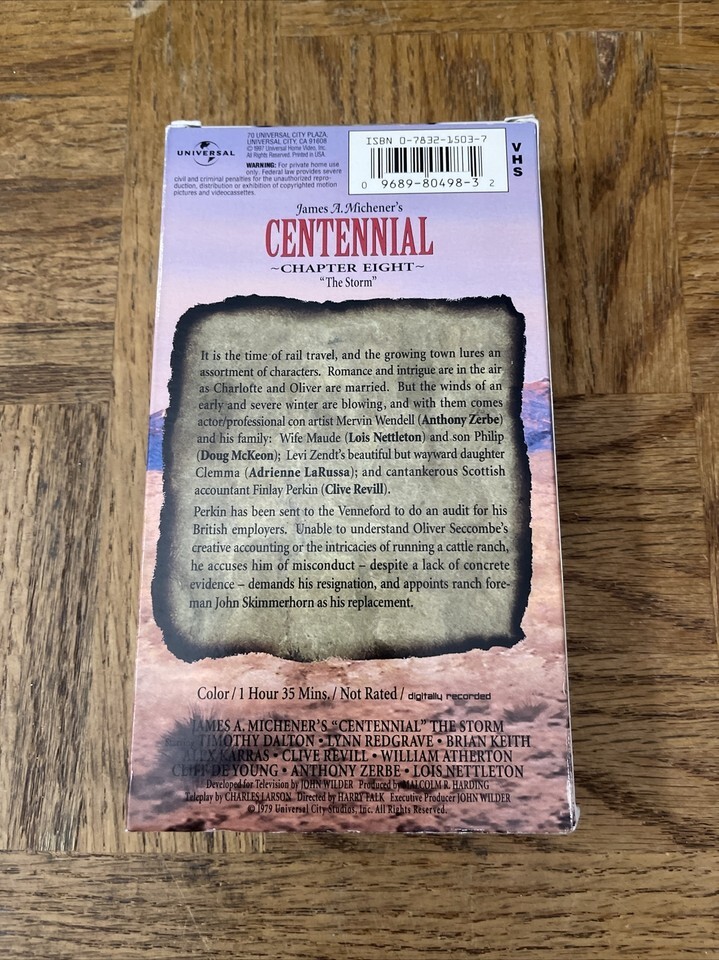 UNIVERSAL
70 UNIVERSAL CITY PLAZA,
UNIVERSAL CITY, CA 91608
© 1997 Universal Home Video, Inc.
All Rights Reserved. Printed in USA.
WARNING: For private home use
only. Federal law provides severe
civil and criminal penalties for the unauthorized repro-
duction, distribution or exhibition of copyrighted motion
pictures and videocassettes.
ISBN 0-7832-1503-7
0 9689-80498-3 2
VHS
James A. Michener's
CENTENNIAL
~CHAPTER EIGHT~
"The Storm"
It is the time of rail travel, and the growing town lures an
assortment of characters. Romance and intrigue are in the air
as Charlotte and Oliver are married. But the winds of an
early and severe winter are blowing, and with them comes
actor/professional con artist Mervin Wendell (Anthony Zerbe)
and his family: Wife Maude (Lois Nettleton) and son Philip
(Doug McKeon); Levi Zendt's beautiful but wayward daughter
Clemma (Adrienne LaRussa); and cantankerous Scottish
accountant Finlay Perkin (Clive Revill).
Perkin has been sent to the Venneford to do an audit for his
British employers. Unable to understand Oliver Seccombe's
creative accounting or the intricacies of running a cattle ranch,
he accuses him of misconduct – despite a lack of concrete
evidence – demands his resignation, and appoints ranch fore-
man John Skimmerhorn as his replacement.
Color / 1 Hour 35 Mins. / Not Rated / digitally recorded
JAMES A. MICHENER'S "CENTENNIAL" THE STORM
TIMOTHY DALTON • LYNN REDGRAVE • BRIAN KEITH
ALEX KARRAS • CLIVE REVILL • WILLIAM ATHERTON
CLIFF DE YOUNG • ANTHONY ZERBE • LOIS NETTLETON
Developed for Television by JOHN WILDER Produced by MALCOLM R. HARDING
Teleplay by CHARLES LARSON Directed by HARRY FALK Executive Producer JOHN WILDER
© 1979 Universal City Studios, Inc. All Rights Reserved.